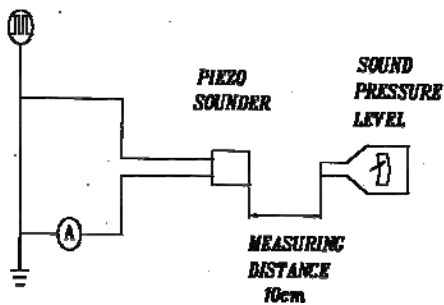 PIEZO
SOUNDER
SOUND
PRESSURE
LEVEL
A
MEASURING
DISTANCE
10cm